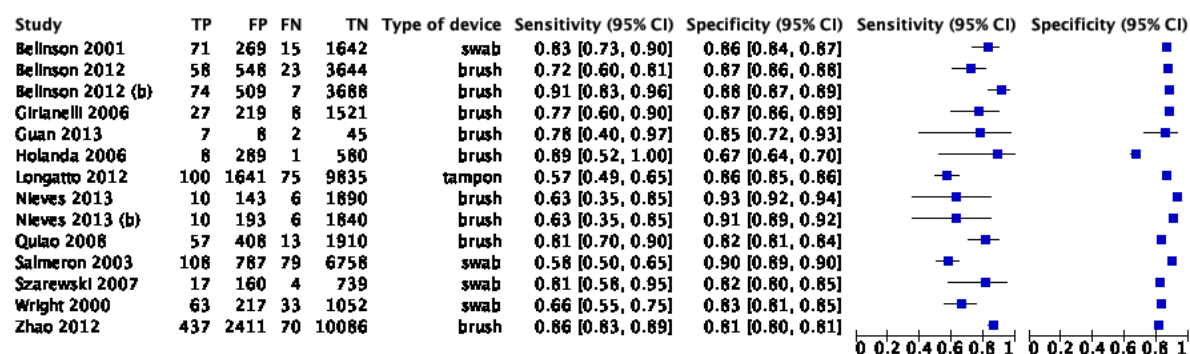 Study TP FP FN TN Type of device Sensitivity (95% CI) Specificity (95% CI) Sensitivity (95% CI) Specificity (95% CI)
Belinson 2001 71 269 15 1642 swab 0.83 [0.73, 0.90] 0.86 [0.84, 0.87]
Belinson 2012 58 548 23 3644 brush 0.72 [0.60, 0.81] 0.87 [0.86, 0.88]
Belinson 2012 (b) 74 509 7 3688 brush 0.91 [0.83, 0.96] 0.88 [0.87, 0.89]
Girianelli 2006 27 219 8 1521 brush 0.77 [0.60, 0.90] 0.87 [0.86, 0.89]
Guan 2013 7 8 2 45 brush 0.78 [0.40, 0.97] 0.85 [0.72, 0.93]
Holanda 2006 8 289 1 580 brush 0.89 [0.52, 1.00] 0.67 [0.64, 0.70]
Longatto 2012 100 1641 75 9835 tampon 0.57 [0.49, 0.65] 0.86 [0.85, 0.86]
Nieves 2013 10 143 6 1890 brush 0.63 [0.35, 0.85] 0.93 [0.92, 0.94]
Nieves 2013 (b) 10 193 6 1840 brush 0.63 [0.35, 0.85] 0.91 [0.89, 0.92]
Quiao 2008 57 408 13 1910 brush 0.81 [0.70, 0.90] 0.82 [0.81, 0.84]
Salmeron 2003 108 787 79 6758 swab 0.58 [0.50, 0.65] 0.90 [0.89, 0.90]
Szarewski 2007 17 160 4 739 swab 0.81 [0.58, 0.95] 0.82 [0.80, 0.85]
Wright 2000 63 217 33 1052 swab 0.66 [0.55, 0.75] 0.83 [0.81, 0.85]
Zhao 2012 437 2411 70 10086 brush 0.86 [0.83, 0.89] 0.81 [0.80, 0.81]
0 0.2 0.4 0.6 0.8 1 0 0.2 0.4 0.6 0.8 1